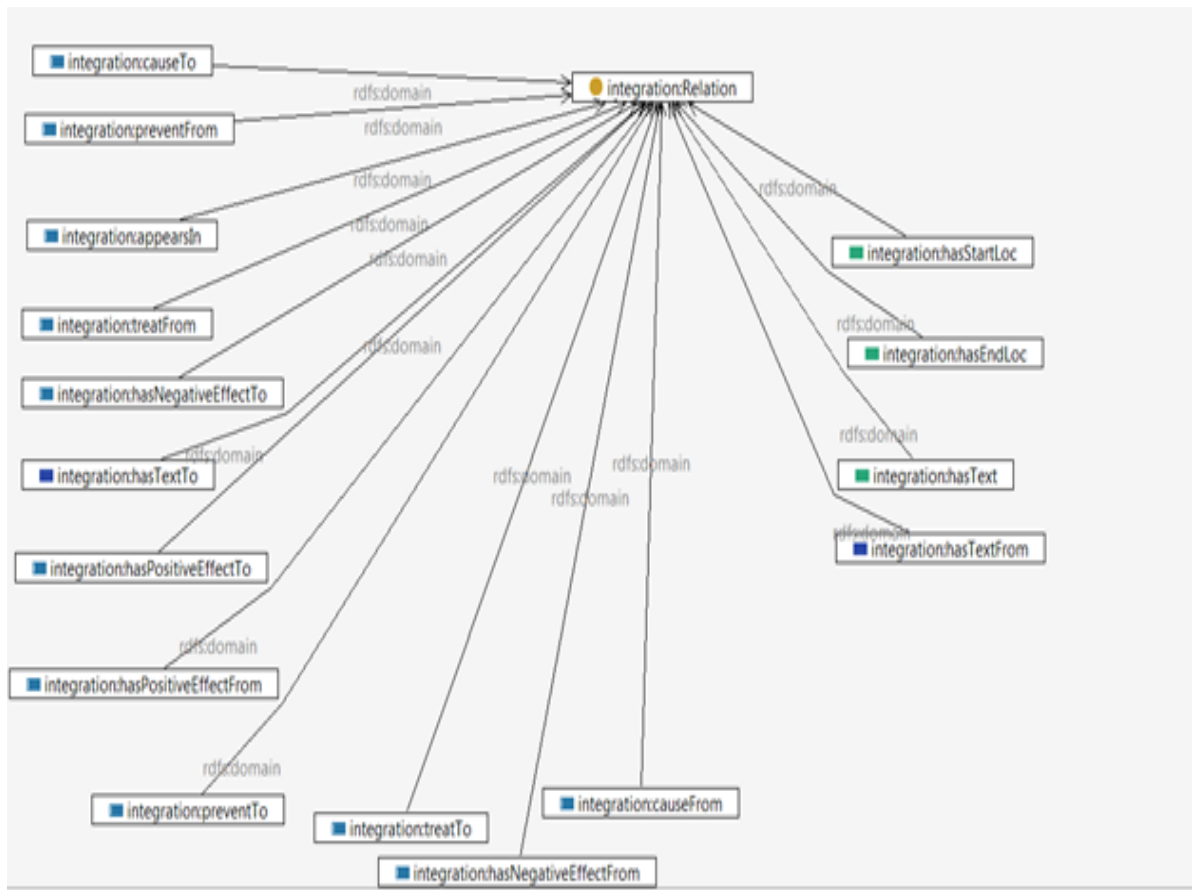 integration:causeTo
integration:Relation
rdfs:domain
integration:preventFrom
rdfs:domain
rdfs:domain
rdfs:domain
integration:appearsIn
rdfs:domain
integration:hasStartLoc
rdfs:domain
integration:treatFrom
rdfs:domain
rdfs:domain
integration:hasEndLoc
integration:hasNegativeEffectTo
rdfs:domain
rdfs:domain
integration:hasTextTo
rdfs:domain
rdfs:domain
integration:hasText
rdfs:domain
rdfs:domain
integration:hasTextFrom
integration:hasPositiveEffectTo
rdfs:domain
integration:hasPositiveEffectFrom
rdfs:domain
integration:preventTo
integration:causeFrom
integration:treatTo
integration:hasNegativeEffectFrom